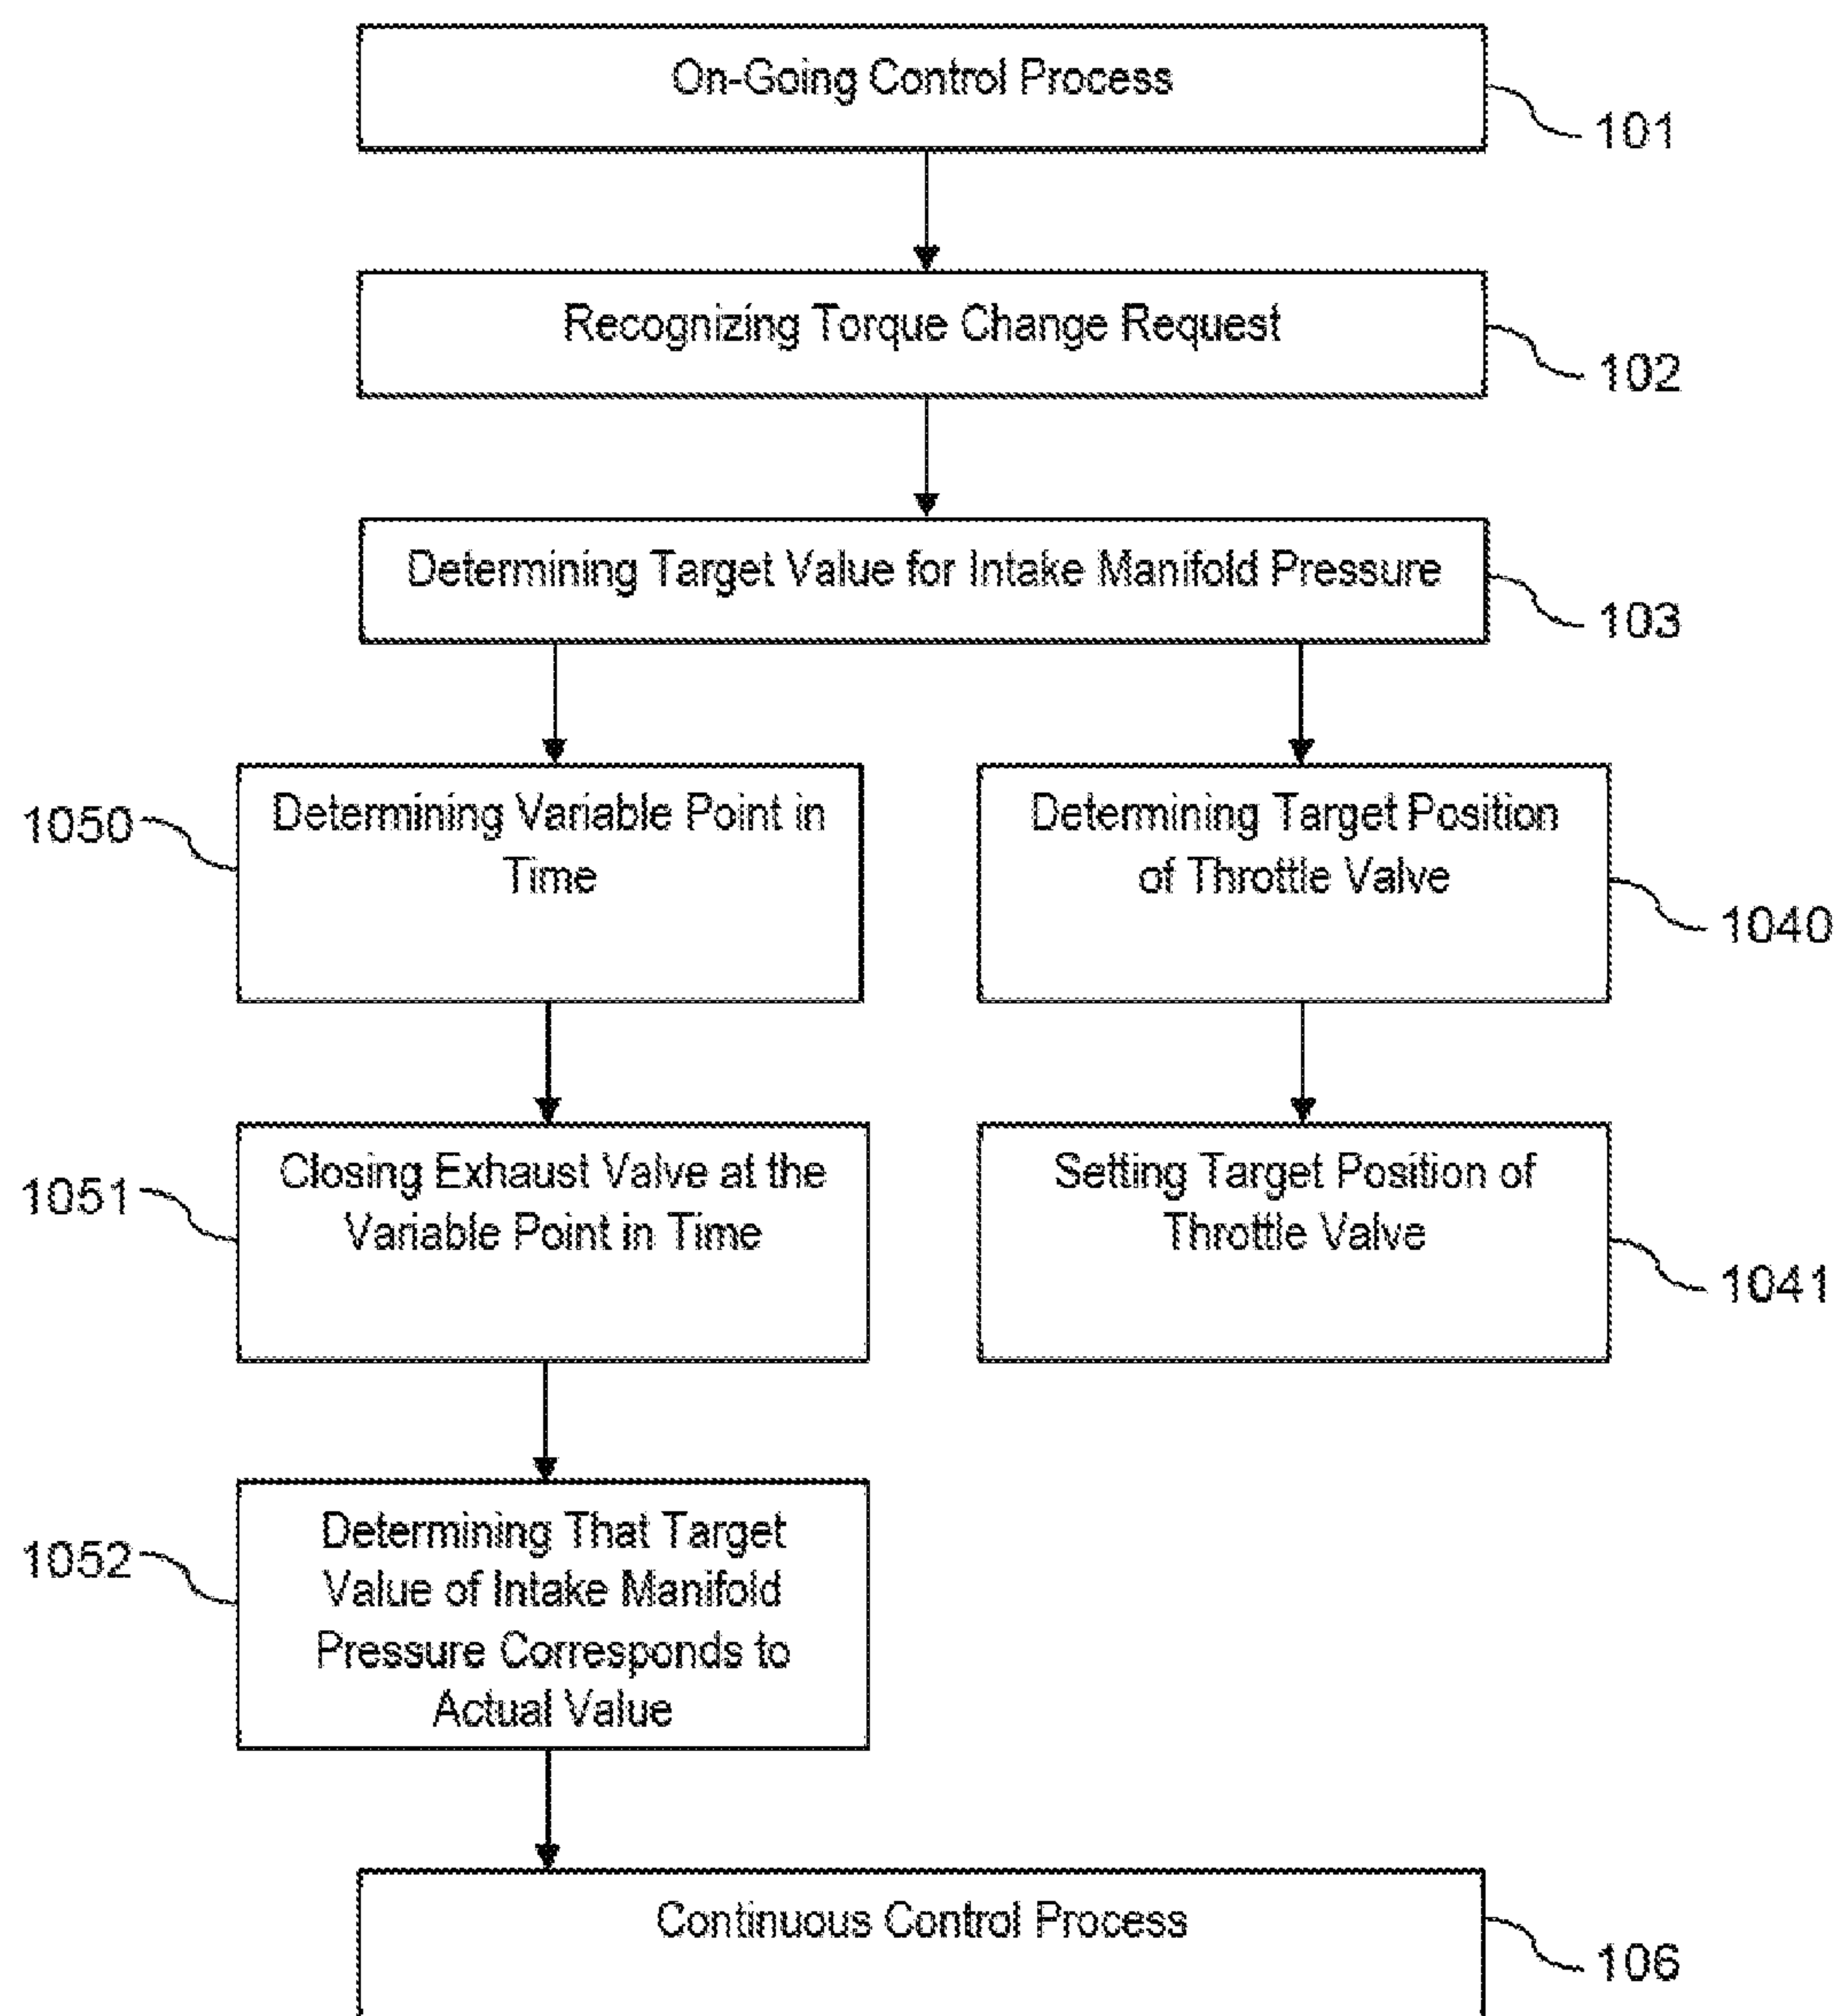 On-Going Control Process
101
Recognizing Torque Change Request
102
Determining Target Value for Intake Manifold Pressure
103
1050
Determining Variable Point in
Time
Determining Target Position
of Throttle Valve
1040
1051
Closing Exhaust Valve at the
Variable Point in Time
Setting Target Position of
Throttle Valve
1041
1052
Determining That Target
Value of Intake Manifold
Pressure Corresponds to
Actual Value
Continuous Control Process
106